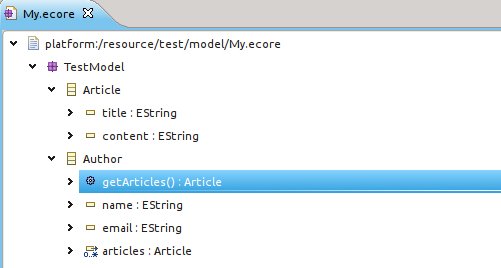 My.ecore
platform:/resource/test/model/My.ecore
TestModel
Article
title : EString
content : EString
Author
getArticles() : Article
name : EString
email : EString
0..* articles : Article